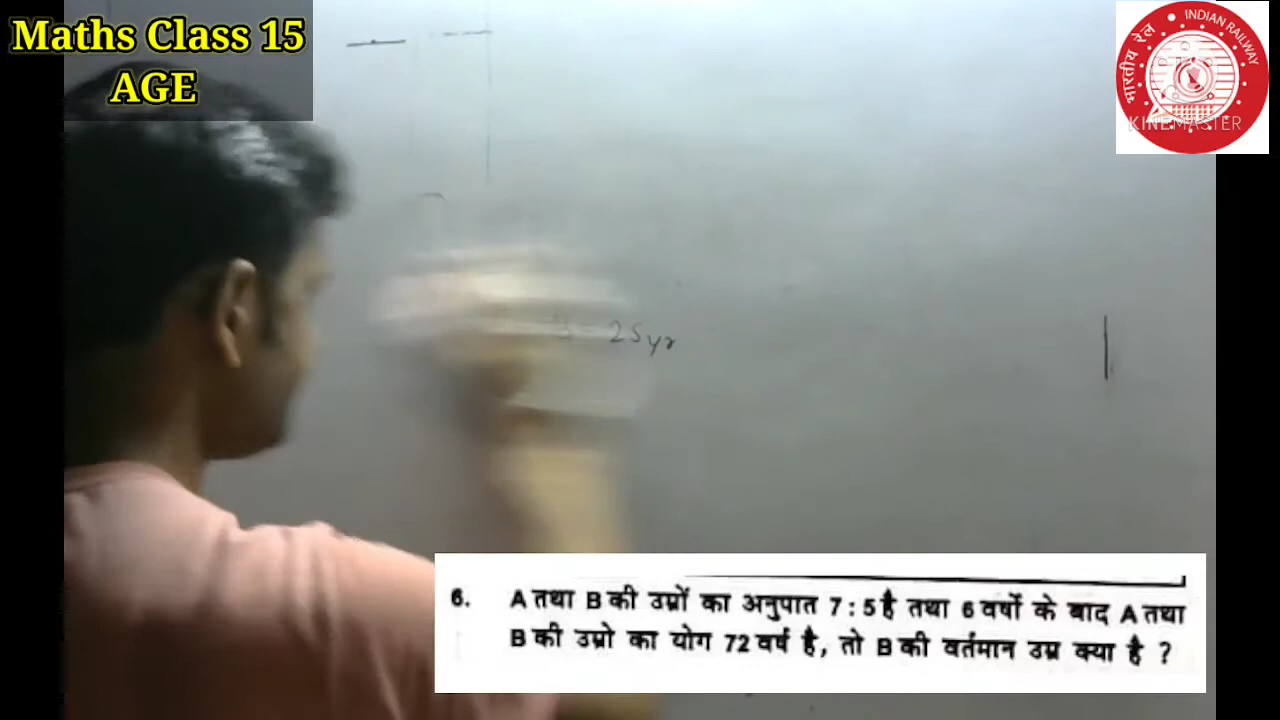 Maths Class 15
AGE
INDIAN RAILWAY
भारतीय रेल
KINEMASTER
25yr
6. A तथा B की उम्रों का अनुपात 7 : 5 है तथा 6 वर्षों के बाद A तथा
B की उम्रो का योग 72 वर्ष है, तो B की वर्तमान उम्र क्या है ?